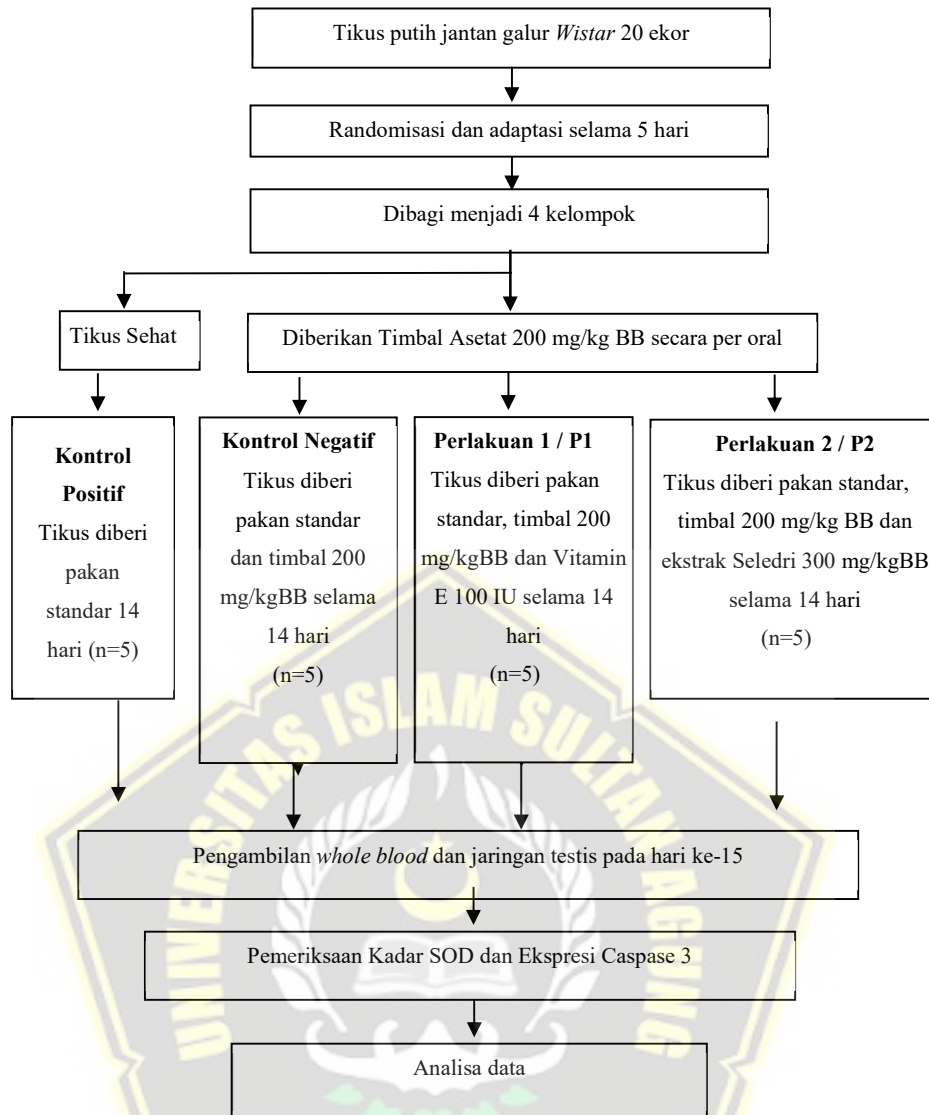 Tikus putih jantan galur Wistar 20 ekor
Randomisasi dan adaptasi selama 5 hari
Dibagi menjadi 4 kelompok
Tikus Sehat
Diberikan Timbal Asetat 200 mg/kg BB secara per oral
Kontrol
Positif
Tikus diberi
pakan
standar 14
hari (n=5)
Kontrol Negatif
Tikus diberi
pakan standar
dan timbal 200
mg/kgBB selama
14 hari
(n=5)
Perlakuan 1 / P1
Tikus diberi pakan
standar, timbal 200
mg/kgBB dan Vitamin
E 100 IU selama 14
hari
(n=5)
Perlakuan 2 / P2
Tikus diberi pakan standar,
timbal 200 mg/kg BB dan
ekstrak Seledri 300 mg/kgBB
selama 14 hari
(n=5)
Pengambilan whole blood dan jaringan testis pada hari ke-15
Pemeriksaan Kadar SOD dan Ekspresi Caspase 3
Analisa data
UNIVERSITAS ISLAM SULTAN AGUNG